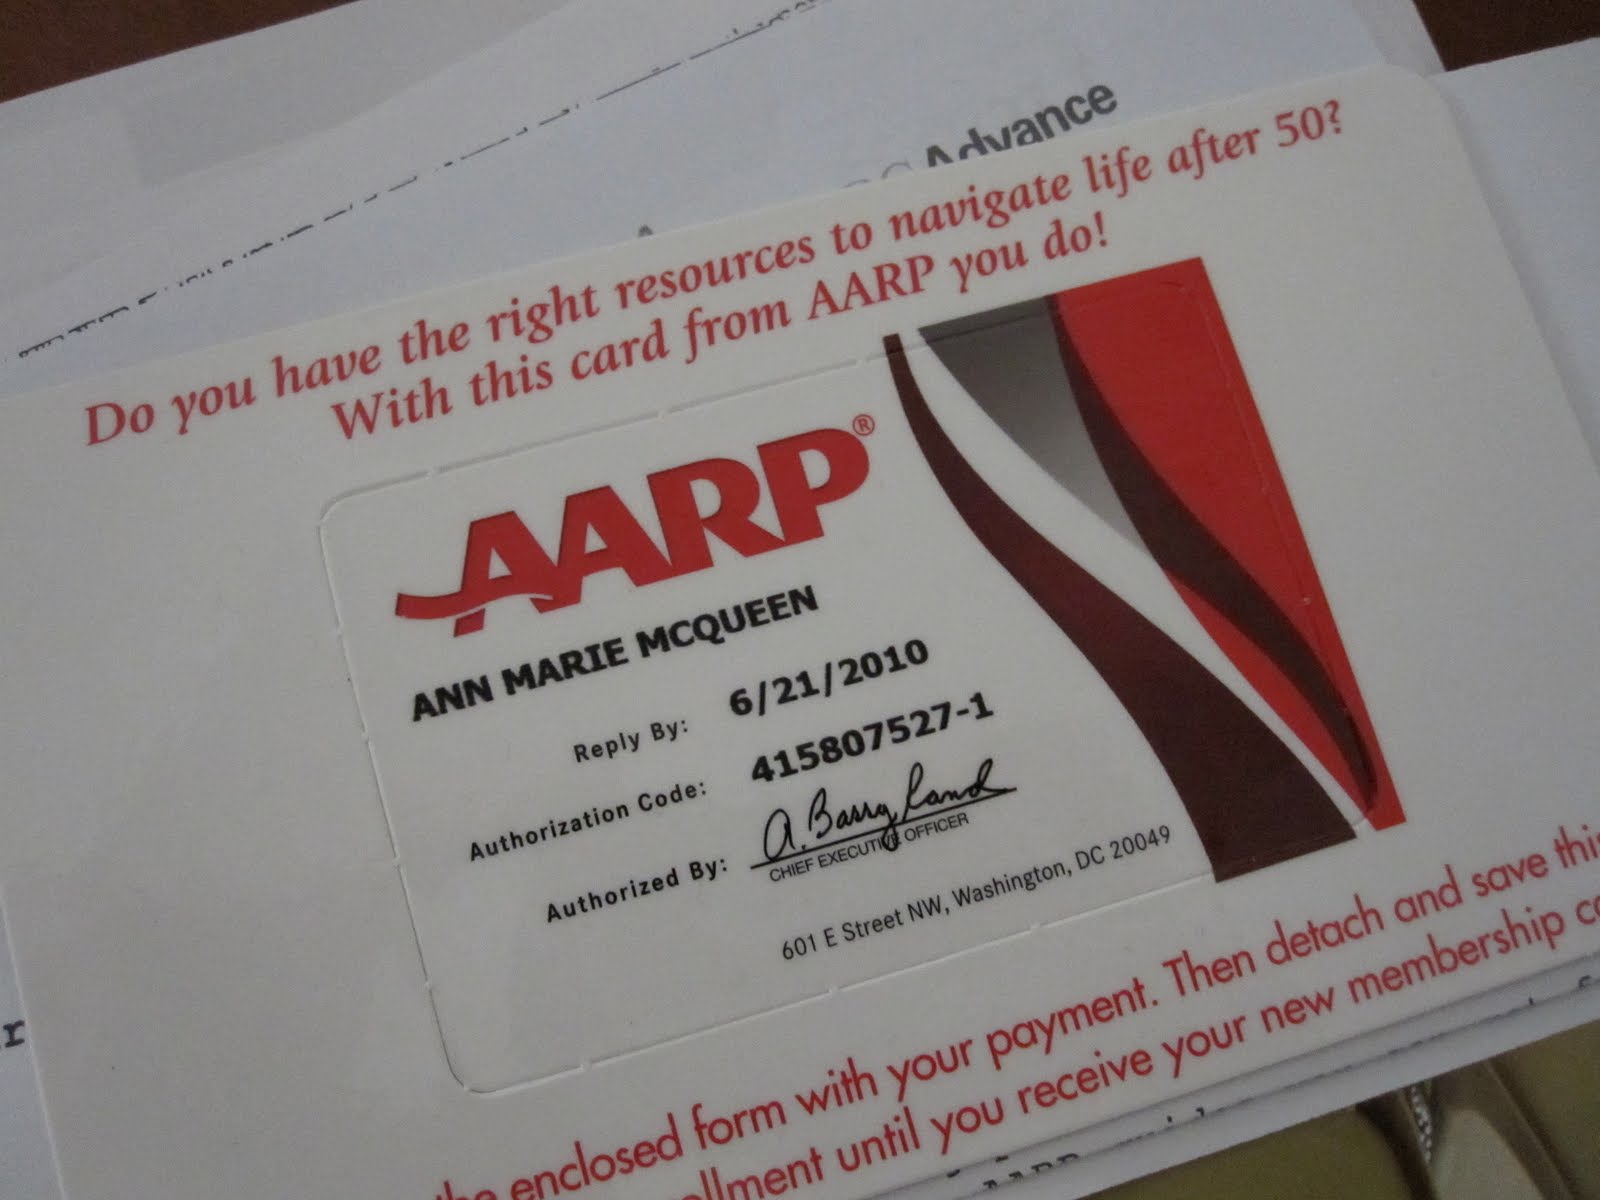 Advance
Do you have the right resources to navigate life after 50?
With this card from AARP you do!
AARP®
ANN MARIE MCQUEEN
Reply By: 6/21/2010
Authorization Code: 415807527-1
Authorized By: A. Barry Rand
CHIEF EXECUTIVE OFFICER
601 E Street NW, Washington, DC 20049
enclosed form with your payment. Then detach and save this
until you receive your new membership